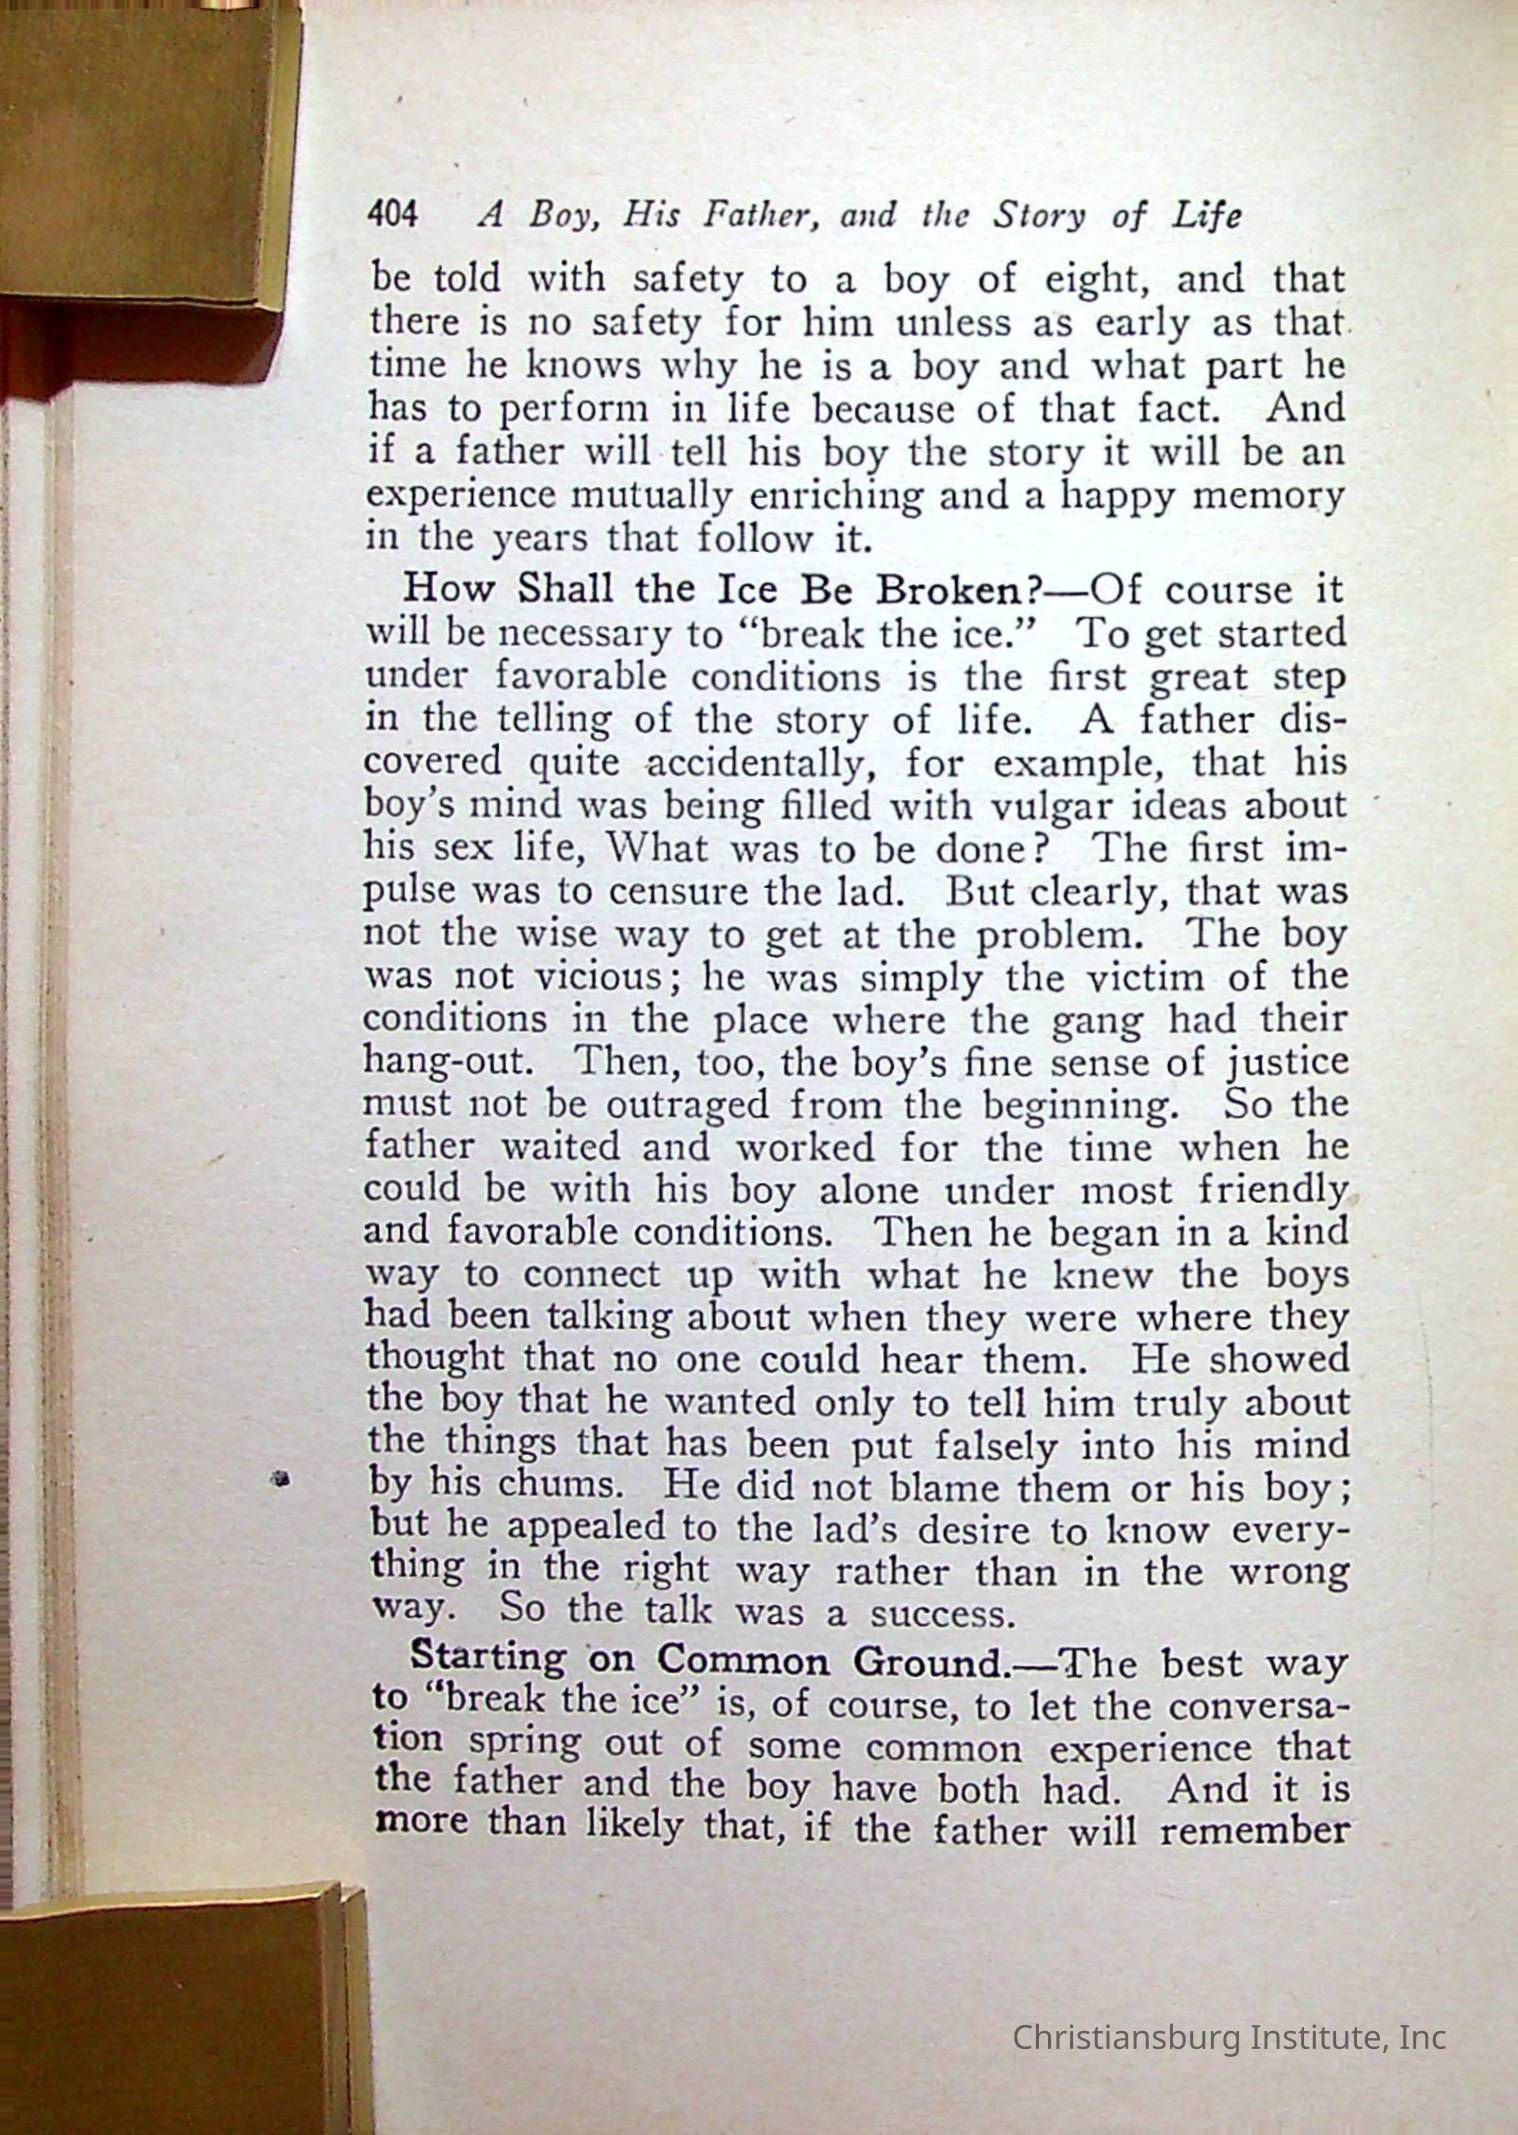 404 A Boy, His Father, and the Story of Life
be told with safety to a boy of eight, and that
there is no safety for him unless as early as that
time he knows why he is a boy and what part he
has to perform in life because of that fact. And
if a father will tell his boy the story it will be an
experience mutually enriching and a happy memory
in the years that follow it.
How Shall the Ice Be Broken?—Of course it
will be necessary to “break the ice.” To get started
under favorable conditions is the first great step
in the telling of the story of life. A father dis-
covered quite accidentally, for example, that his
boy’s mind was being filled with vulgar ideas about
his sex life, What was to be done? The first im-
pulse was to censure the lad. But clearly, that was
not the wise way to get at the problem. The boy
was not vicious; he was simply the victim of the
conditions in the place where the gang had their
hang-out. Then, too, the boy’s fine sense of justice
must not be outraged from the beginning. So the
father waited and worked for the time when he
could be with his boy alone under most friendly
and favorable conditions. Then he began in a kind
way to connect up with what he knew the boys
had been talking about when they were where they
thought that no one could hear them. He showed
the boy that he wanted only to tell him truly about
the things that has been put falsely into his mind
by his chums. He did not blame them or his boy;
but he appealed to the lad’s desire to know every-
thing in the right way rather than in the wrong
way. So the talk was a success.
Starting on Common Ground.—The best way
to “break the ice” is, of course, to let the conversa-
tion spring out of some common experience that
the father and the boy have both had. And it is
more than likely that, if the father will remember
Christiansburg Institute, Inc